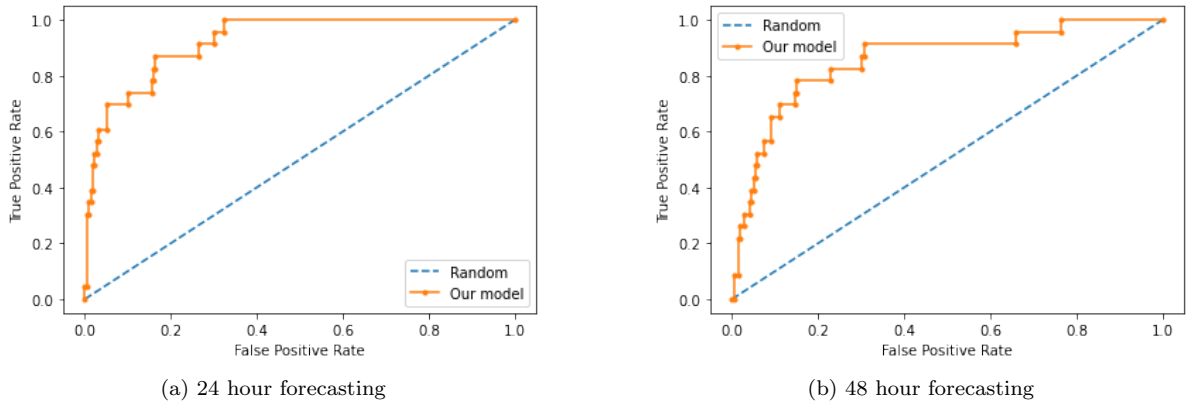 1.0
0.8
0.6
0.4
0.2
0.0
True Positive Rate
Random
Our model
0.0 0.2 0.4 0.6 0.8 1.0
False Positive Rate
(a) 24 hour forecasting
1.0
0.8
0.6
0.4
0.2
0.0
True Positive Rate
Random
Our model
0.0 0.2 0.4 0.6 0.8 1.0
False Positive Rate
(b) 48 hour forecasting